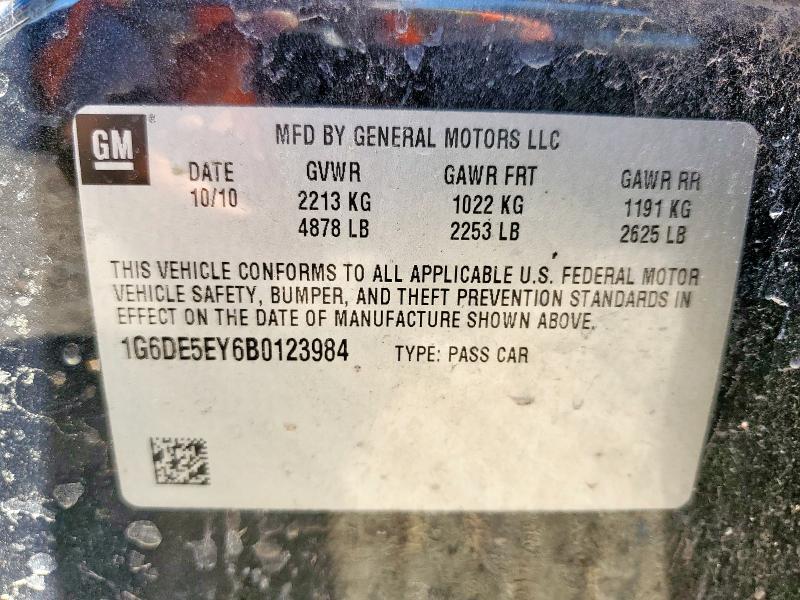 GM ®
MFD BY GENERAL MOTORS LLC
DATE GVWR GAWR FRT GAWR RR
10/10 2213 KG 1022 KG 1191 KG
4878 LB 2253 LB 2625 LB
THIS VEHICLE CONFORMS TO ALL APPLICABLE U.S. FEDERAL MOTOR
VEHICLE SAFETY, BUMPER, AND THEFT PREVENTION STANDARDS IN
EFFECT ON THE DATE OF MANUFACTURE SHOWN ABOVE.
1G6DE5EY6B0123984 TYPE: PASS CAR